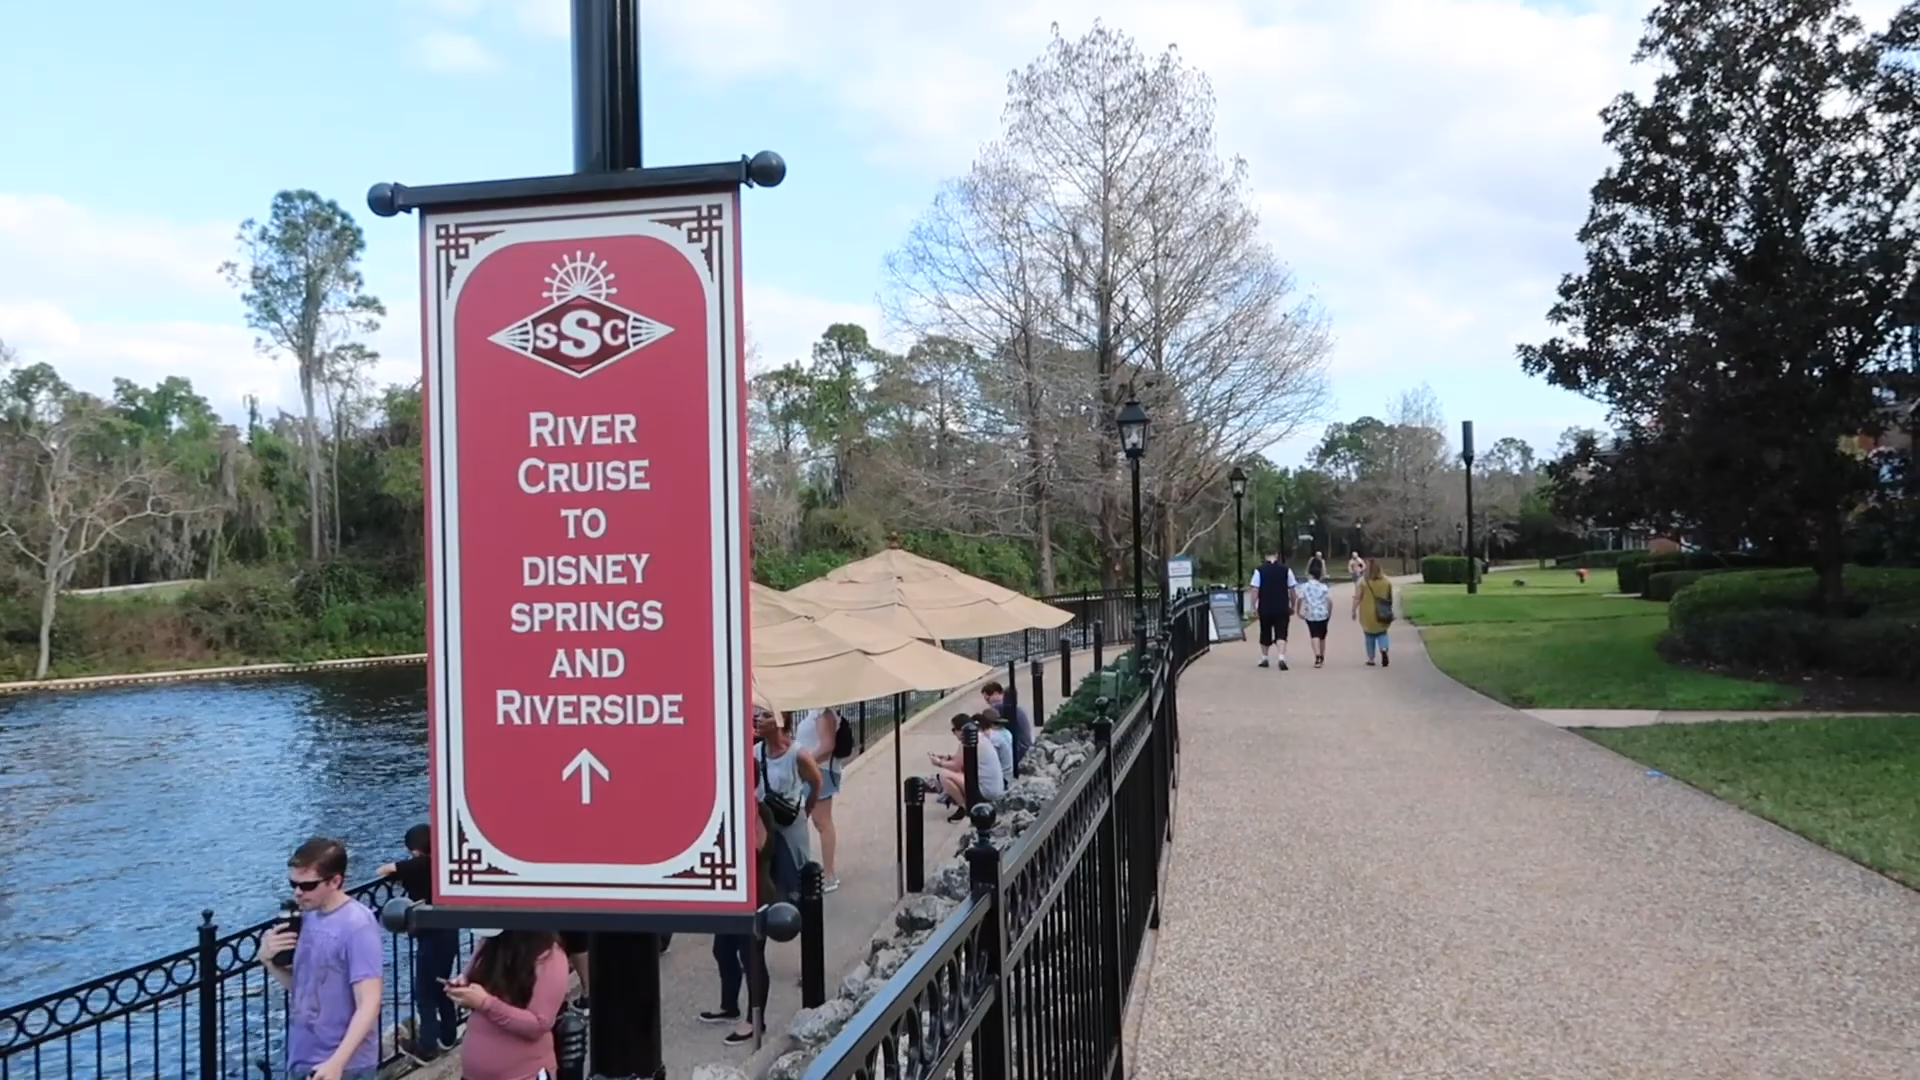 SSC
RIVER
CRUISE
TO
DISNEY
SPRINGS
AND
RIVERSIDE